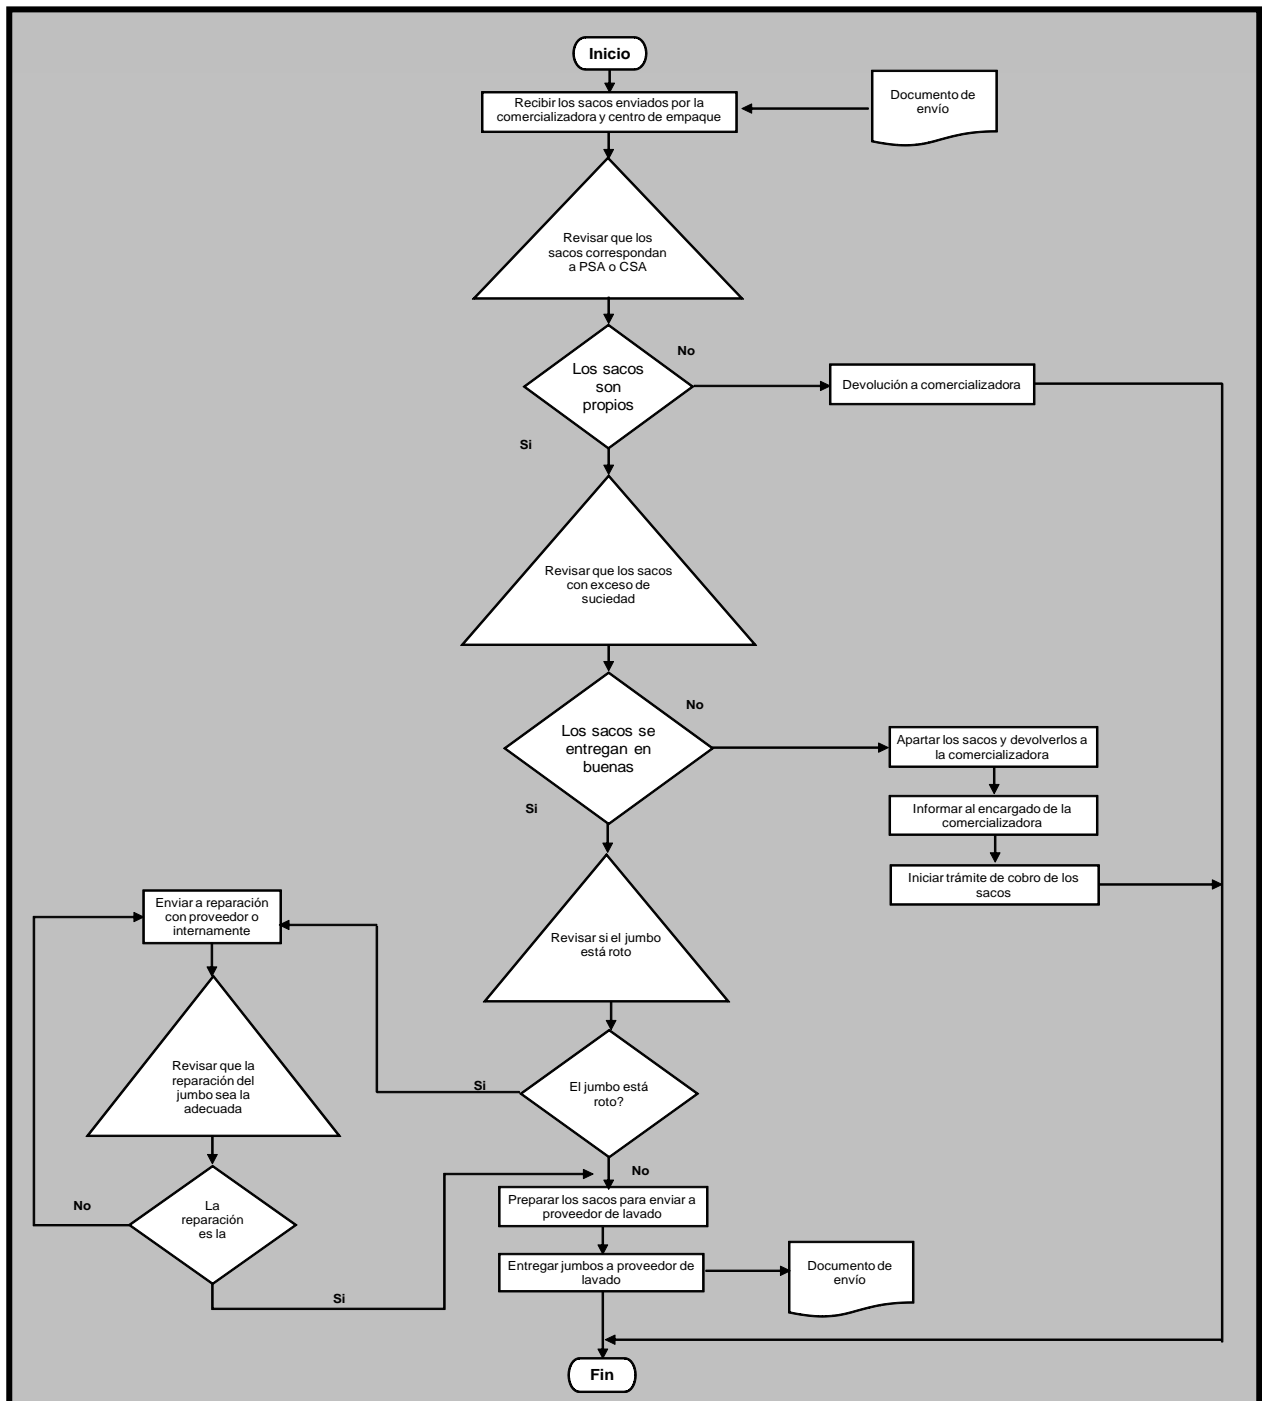 Inicio
Recibir los sacos enviados por la
comercializadora y centro de empaque
Documento de
envío
Revisar que los
sacos correspondan
a PSA o CSA
Los sacos
son
propios
No
Devolución a comercializadora
Si
Revisar que los sacos
con exceso de
suciedad
Los sacos se
entregan en
buenas
No
Apartar los sacos y devolverlos a
la comercializadora
Informar al encargado de la
comercializadora
Iniciar trámite de cobro de los
sacos
Si
Revisar si el jumbo
está roto
Enviar a reparación
con proveedor o
internamente
Revisar que la
reparación del
jumbo sea la
adecuada
El jumbo está
roto?
Si
No
La
reparación
es la
No
Si
Preparar los sacos para enviar a
proveedor de lavado
Entregar jumbos a proveedor de
lavado
Documento de
envío
Fin